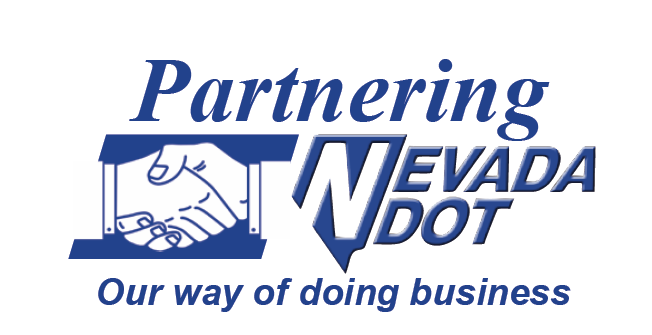 Partnering
NEVADA
DOT
Our way of doing business